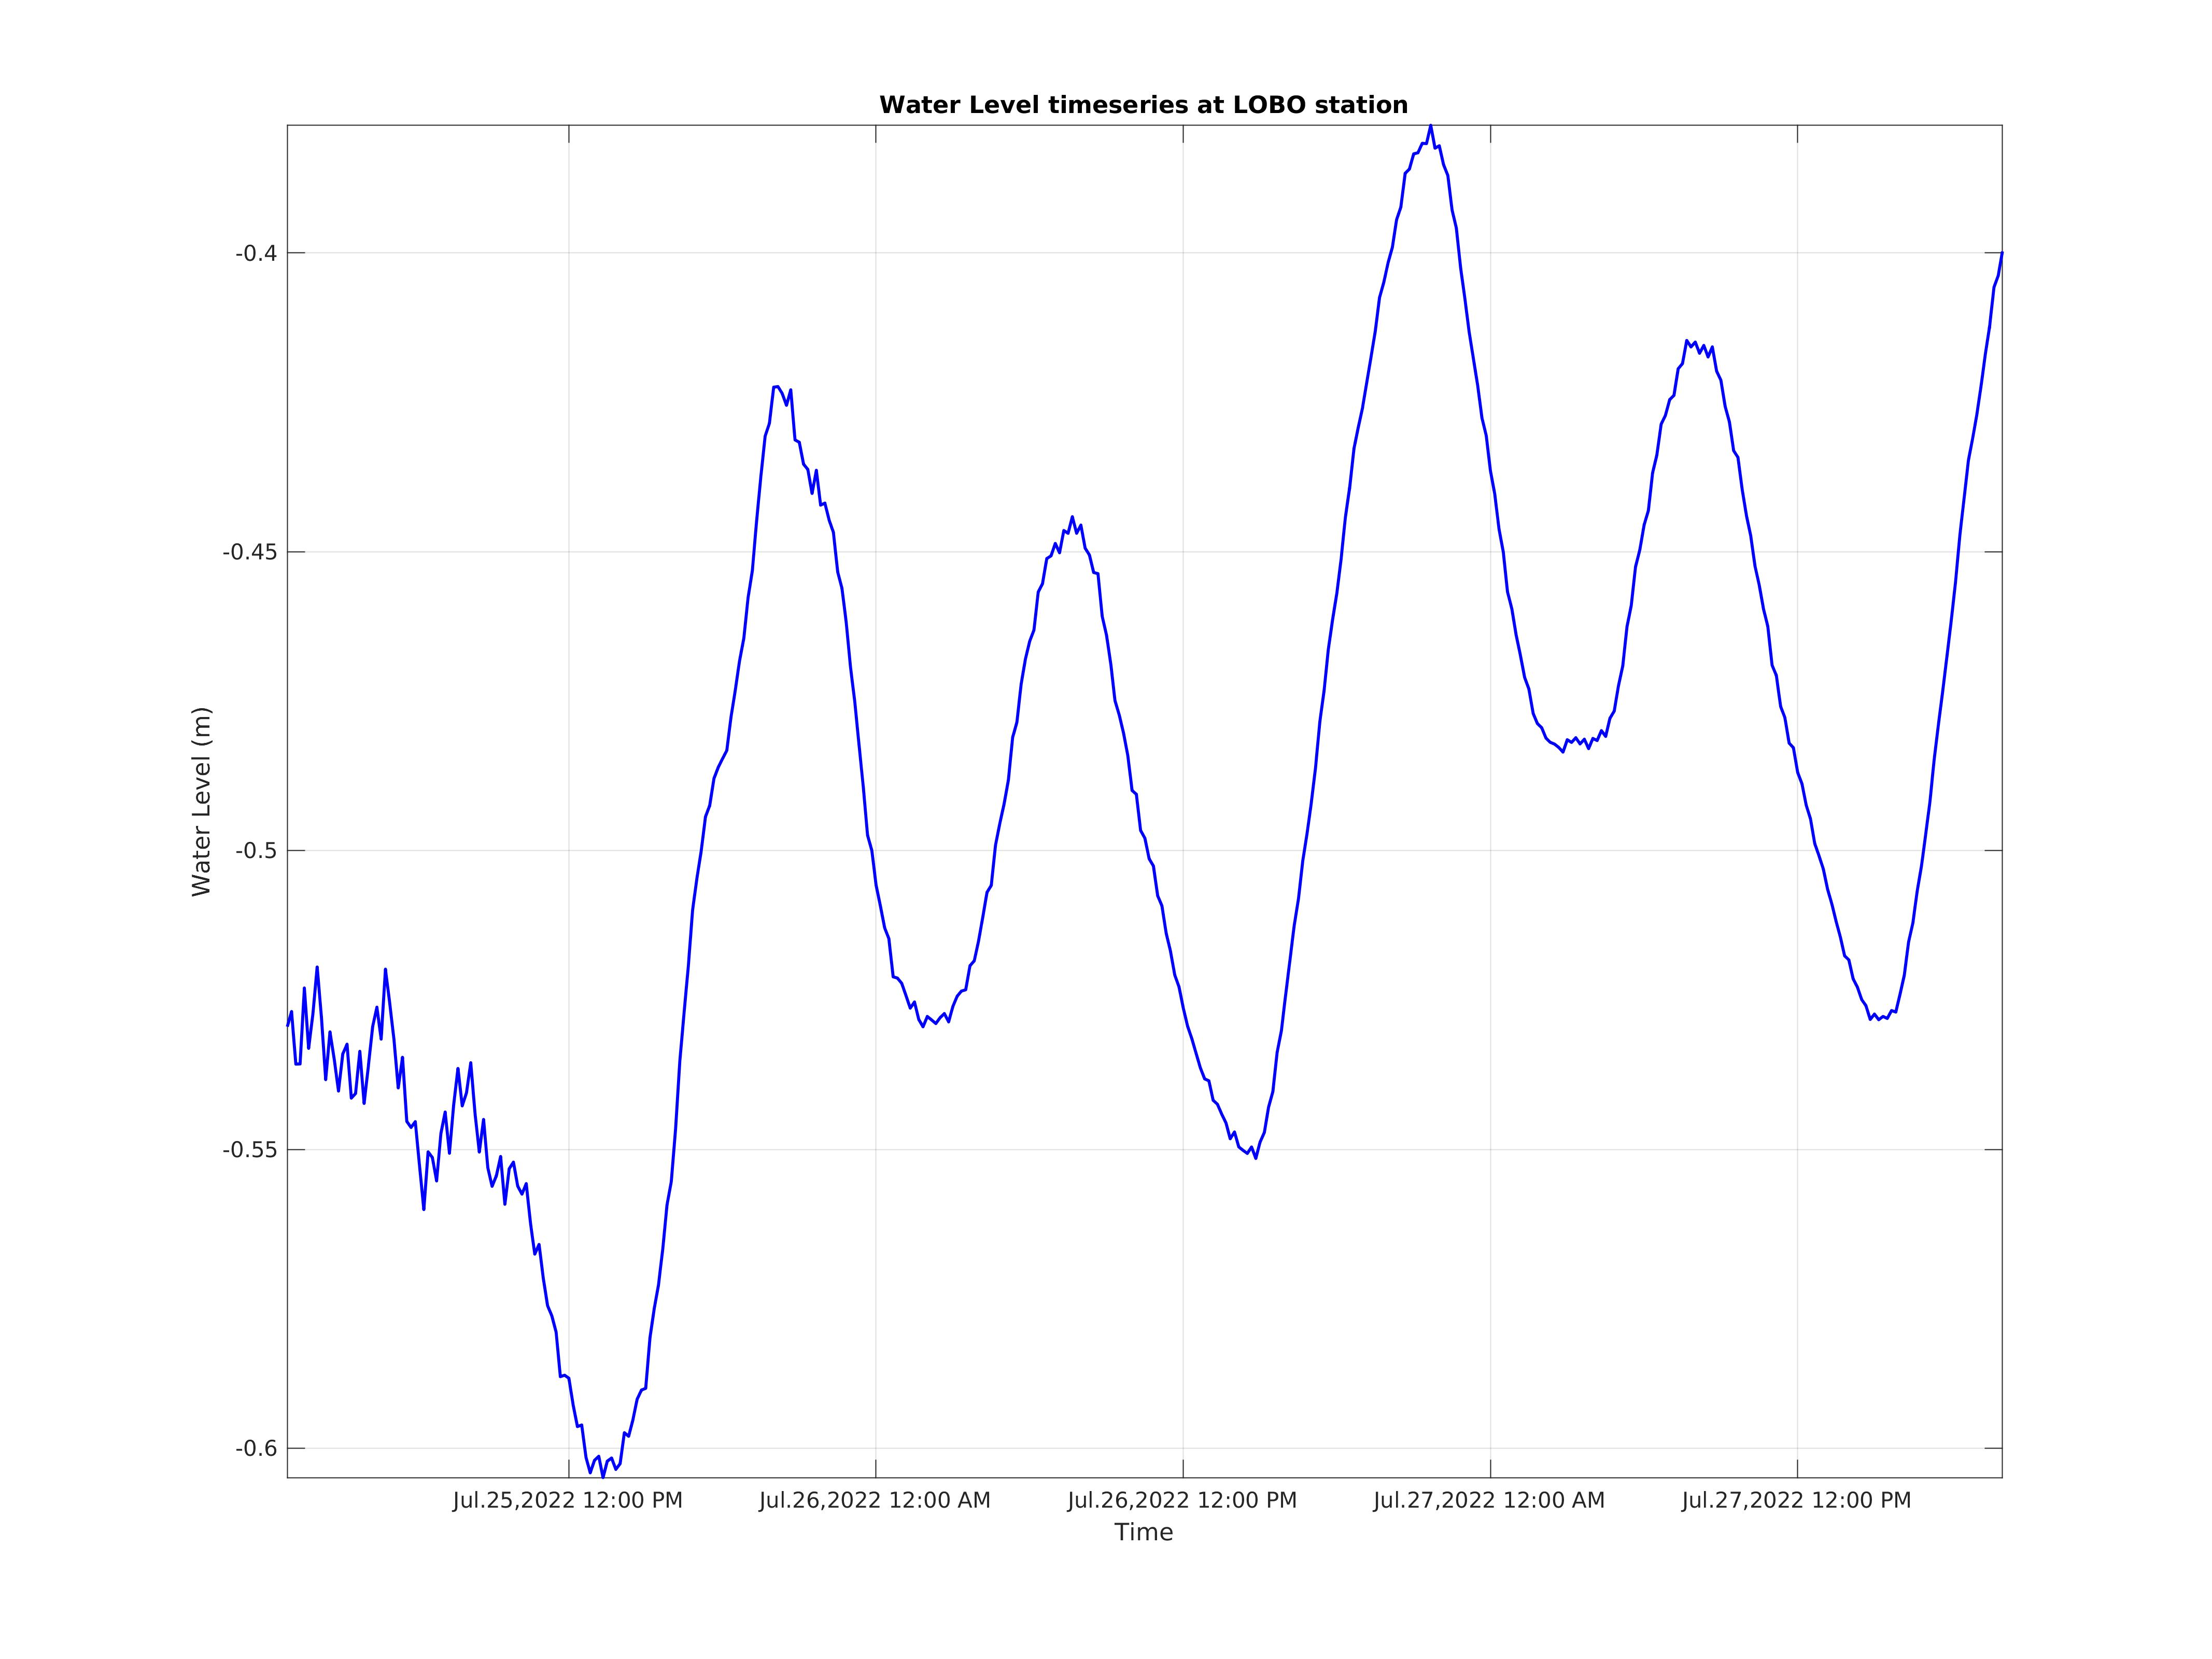 Water Level timeseries at LOBO station
-0.4
-0.45
-0.5
-0.55
-0.6
Water Level (m)
Jul.25,2022 12:00 PM
Jul.26,2022 12:00 AM
Jul.26,2022 12:00 PM
Jul.27,2022 12:00 AM
Jul.27,2022 12:00 PM
Time